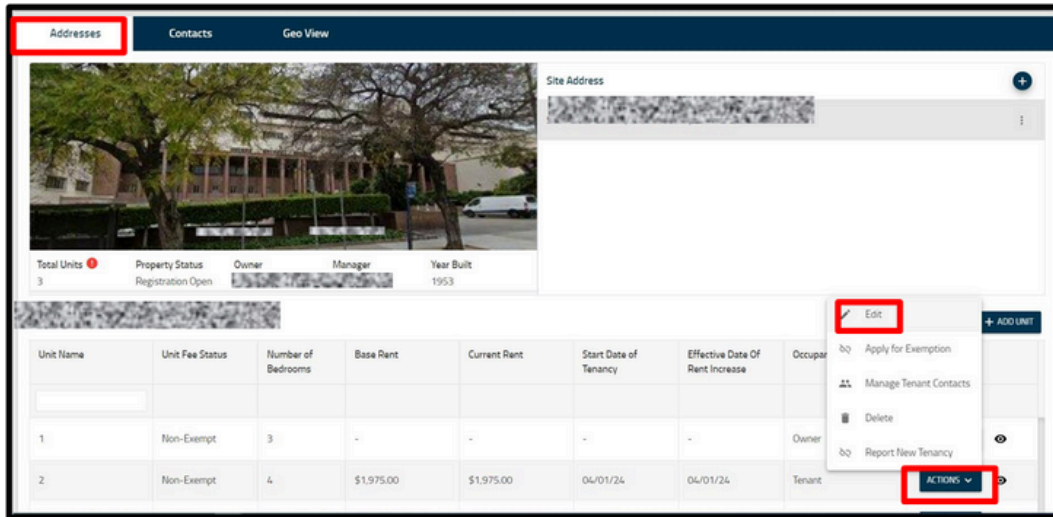 Addresses Contacts Geo View
Site Address
Total Units Property Status Owner Manager Year Built
3 Registration Open 1953
Edit
+ ADD UNIT
Unit Name Unit Fee Status Number of Bedrooms Base Rent Current Rent Start Date of Tenancy Effective Date Of Rent Increase
Apply for Exemption
Manage Tenant Contacts
Delete
1 Non-Exempt 3 - - - - Owner
Report New Tenancy
2 Non-Exempt 4 $1,975.00 $1,975.00 04/01/24 04/01/24 Tenant ACTIONS